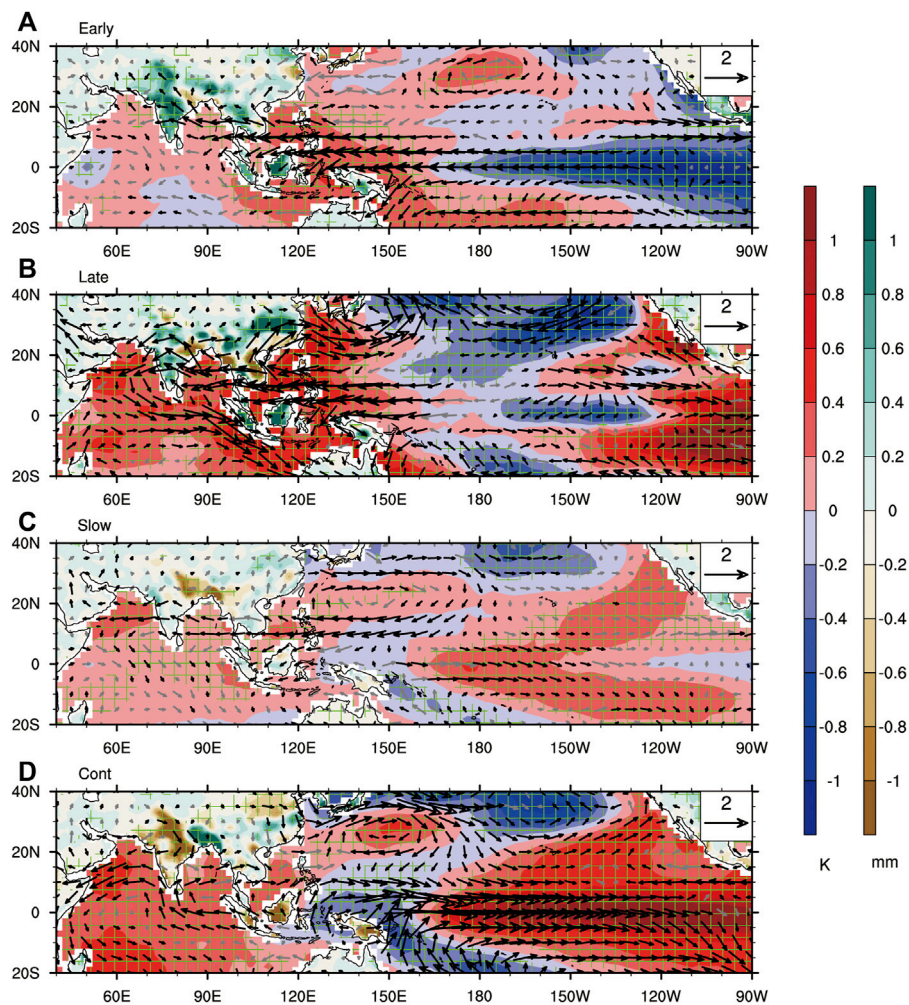 A
Early
2
40N
20N
0
20S
60E 90E 120E 150E 180 150W 120W 90W
B
Late
2
40N
20N
0
20S
60E 90E 120E 150E 180 150W 120W 90W
C
Slow
2
40N
20N
0
20S
60E 90E 120E 150E 180 150W 120W 90W
D
Cont
2
40N
20N
0
20S
60E 90E 120E 150E 180 150W 120W 90W
1 1
0.8 0.8
0.6 0.6
0.4 0.4
0.2 0.2
0 0
-0.2 -0.2
-0.4 -0.4
-0.6 -0.6
-0.8 -0.8
-1 -1
K mm